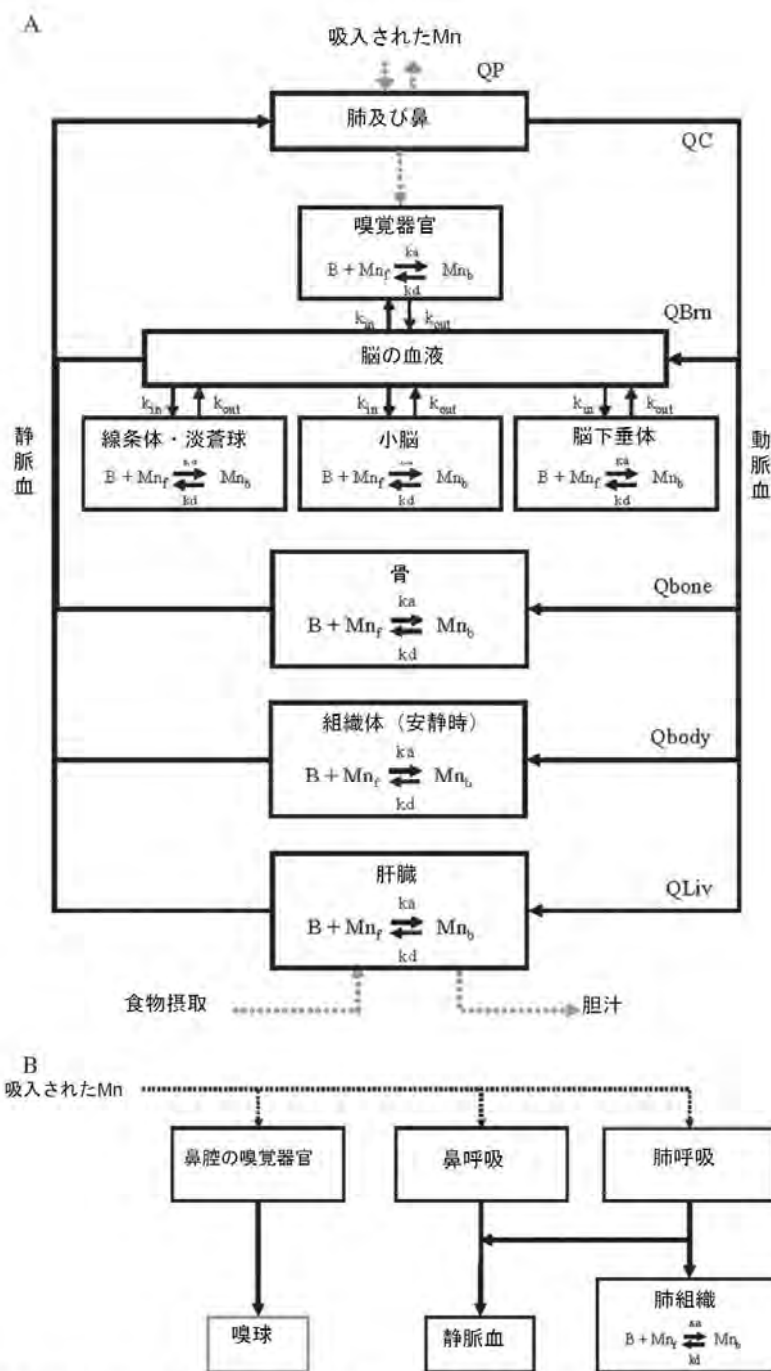 A
吸入されたMn
QP
肺及び鼻
QC
嗅覚器官
ka
B + Mnf Mnb
kd
kin kout
QBrn
脳の血液
kin kout kin kout kin kout
線条体・淡蒼球 小脳 脳下垂体
ka
B + Mnf Mnb B + Mnf Mnb B + Mnf Mnb
kd kd kd
静脈血
動脈血
骨
Qbone
ka
B + Mnf Mnb
kd
組織体（安静時）
Qbody
ka
B + Mnf Mnb
kd
肝臓
QLiv
ka
B + Mnf Mnb
kd
食物摂取 胆汁
B
吸入されたMn
鼻腔の嗅覚器官 鼻呼吸 肺呼吸
嗅球 静脈血 肺組織
B + Mnf Mnb
kd